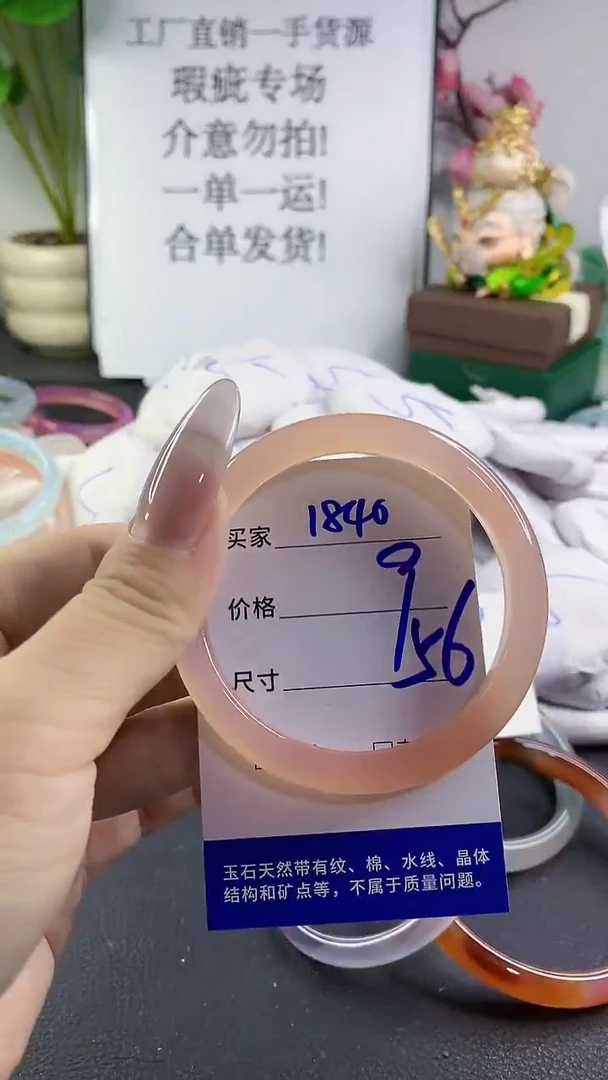 工厂直销一手货源
瑕疵专场
介意勿拍!
一单一运!
合单发货!
买家 1840
价格 9
尺寸 56
玉石天然带有纹、棉、水线、晶体
结构和矿点等，不属于质量问题。